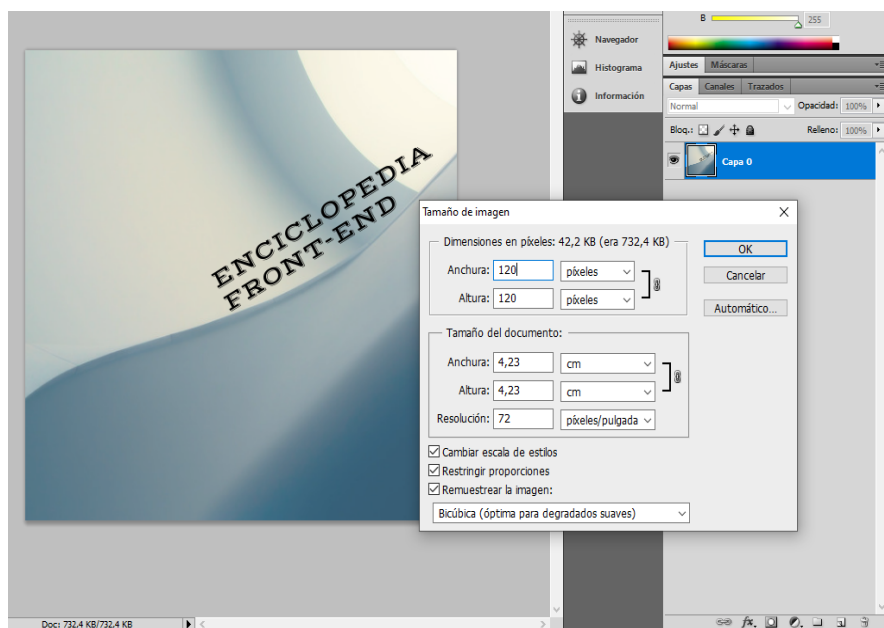 B 255
Navegador
Histograma
Información
Ajustes Máscaras
Capas Canales Trazados
Normal Opacidad: 100%
Bloq.: Relleno: 100%
Capa 0
ENCICLOPEDIA
FRONT-END
Tamaño de imagen
Dimensiones en píxeles: 42,2 KB (era 732,4 KB)
Anchura: 120 píxeles
Altura: 120 píxeles
OK
Cancelar
Automático...
Tamaño del documento:
Anchura: 4,23 cm
Altura: 4,23 cm
Resolución: 72 píxeles/pulgada
Cambiar escala de estilos
Restringir proporciones
Remuestrear la imagen:
Bicúbica (óptima para degradados suaves)
Doc: 732,4 KB/732,4 KB
fx.